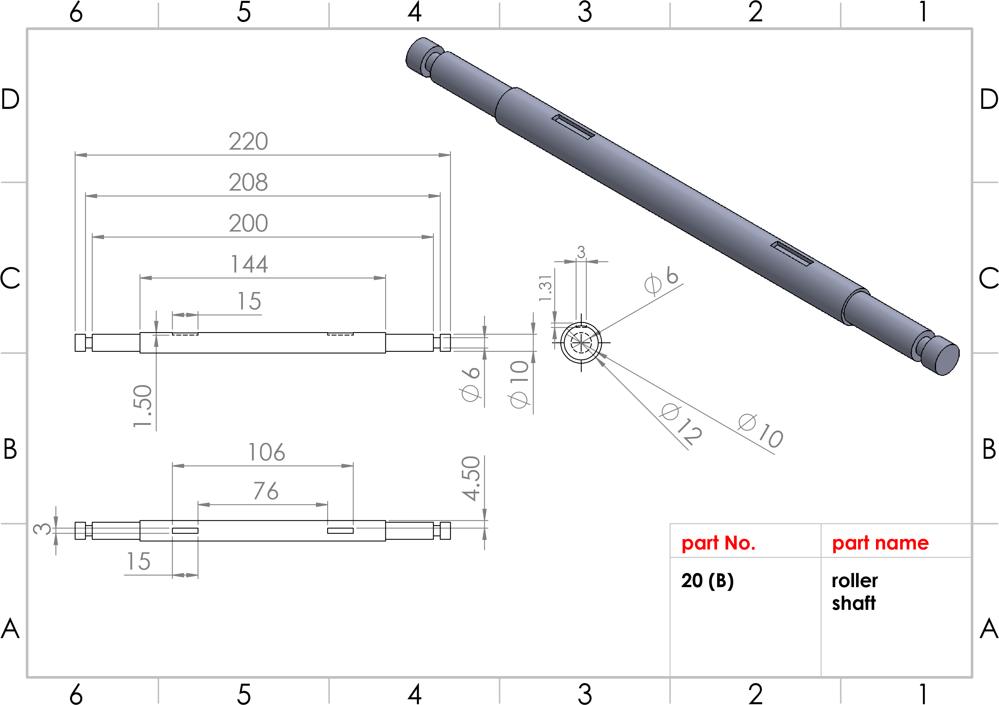 6 5 4 3 2 1
D D
220
208
200
144
3
⌀ 6
C C
1.31
15
1.50
⌀ 6
⌀ 10
⌀ 12
⌀ 10
B B
106
4.50
76
3
15
part No. part name
20 (B) roller
shaft
A A
6 5 4 3 2 1